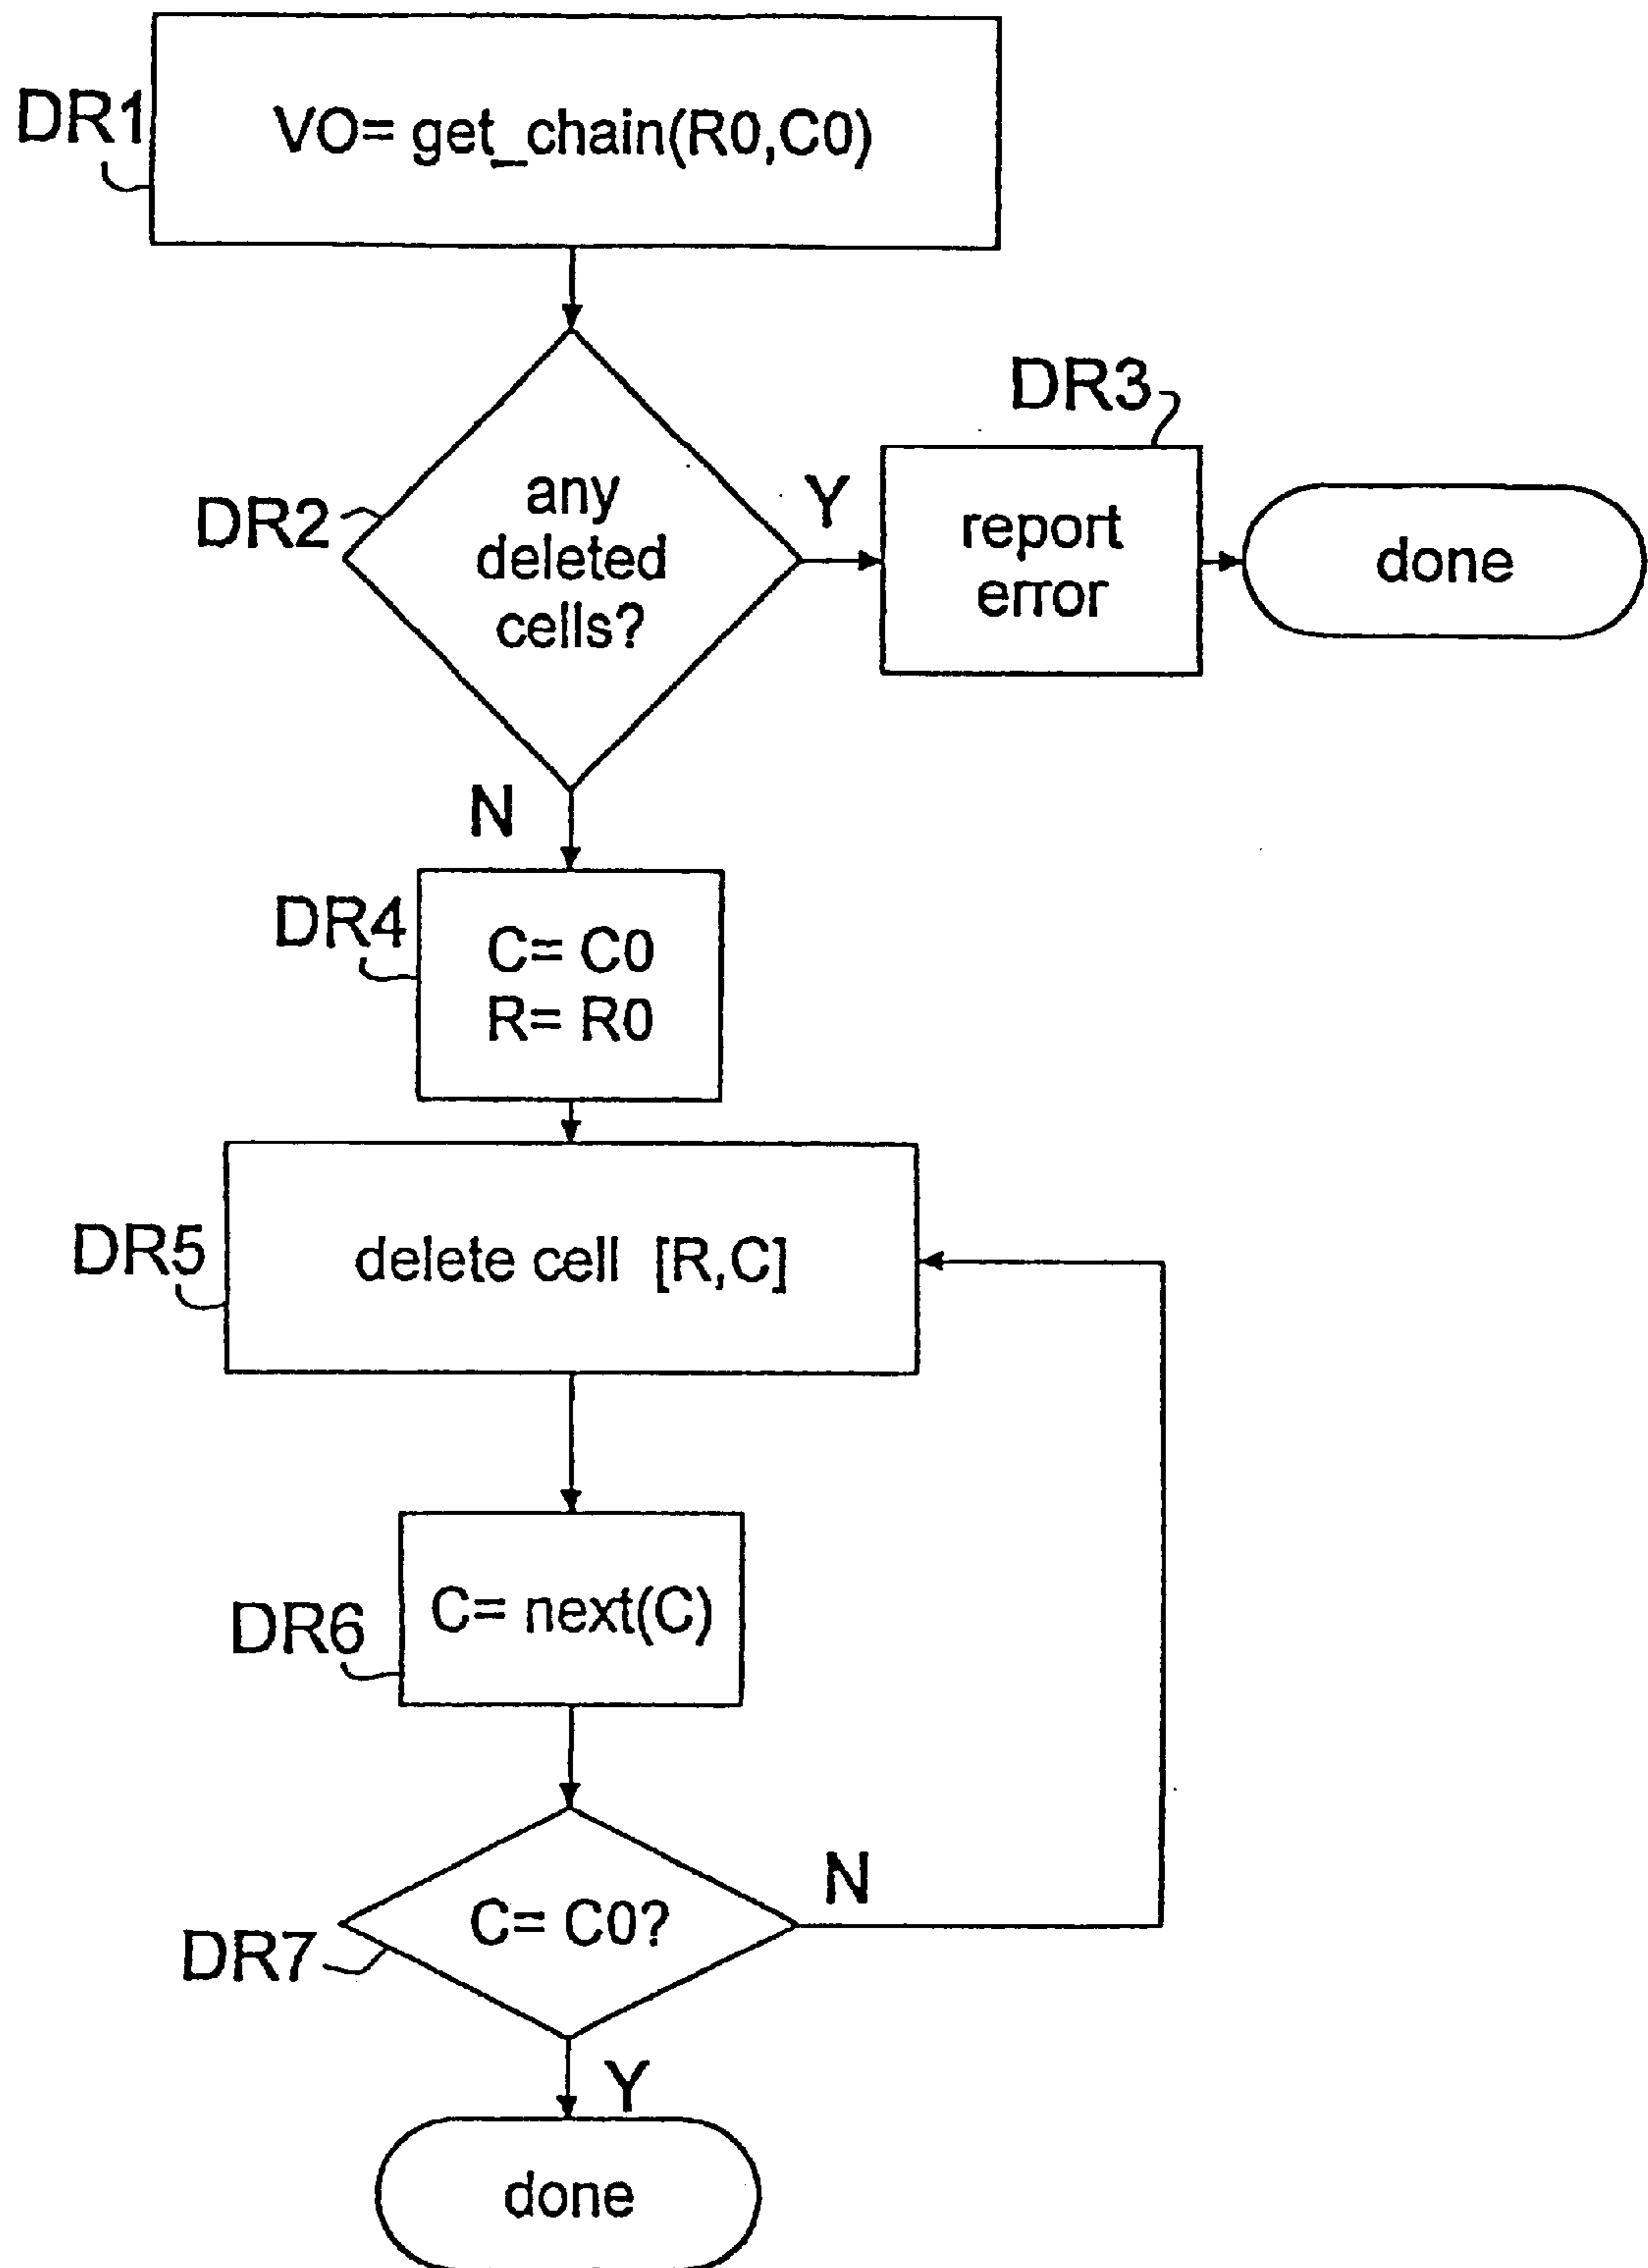 DR1
VO= get_chain(R0,C0)
DR2
any
deleted
cells?
Y
DR3
report
error
done
N
DR4
C= C0
R= R0
DR5
delete cell [R,C]
DR6
C= next(C)
DR7
C= C0?
N
Y
done